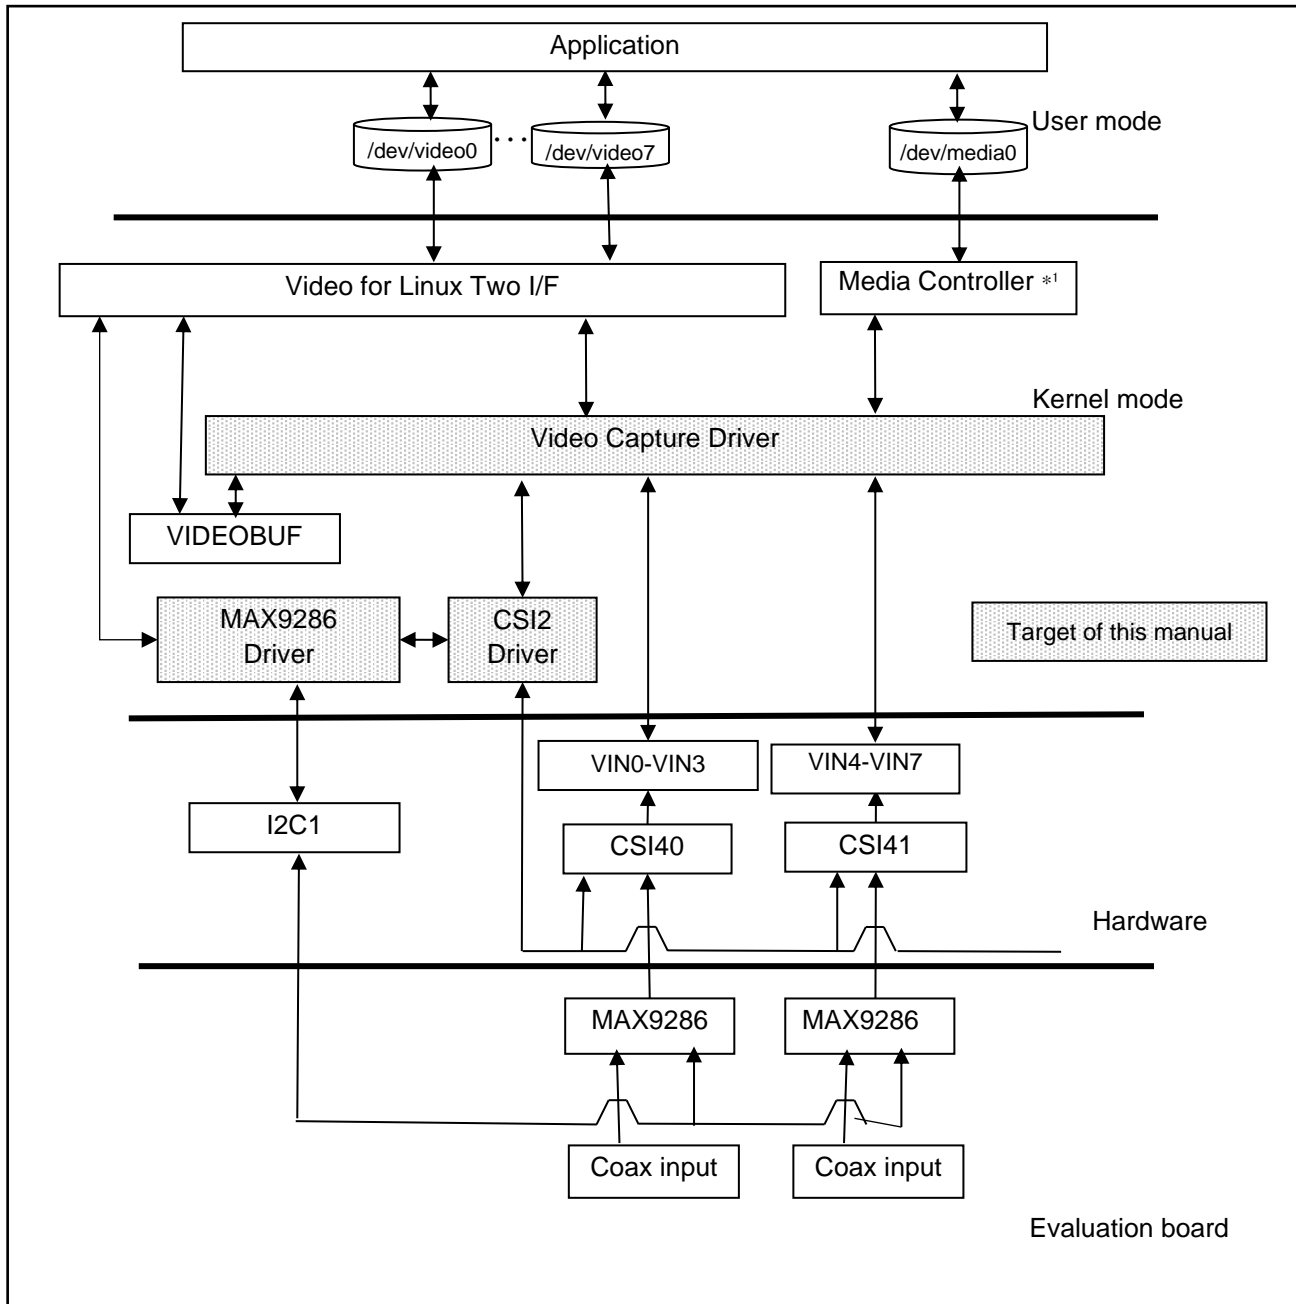 Application
User mode
/dev/video0
...
/dev/video7
/dev/media0
Video for Linux Two I/F
Media Controller *1
Kernel mode
Video Capture Driver
VIDEOBUF
MAX9286
Driver
CSI2
Driver
Target of this manual
VIN0-VIN3
VIN4-VIN7
I2C1
CSI40
CSI41
Hardware
MAX9286
MAX9286
Coax input
Coax input
Evaluation board